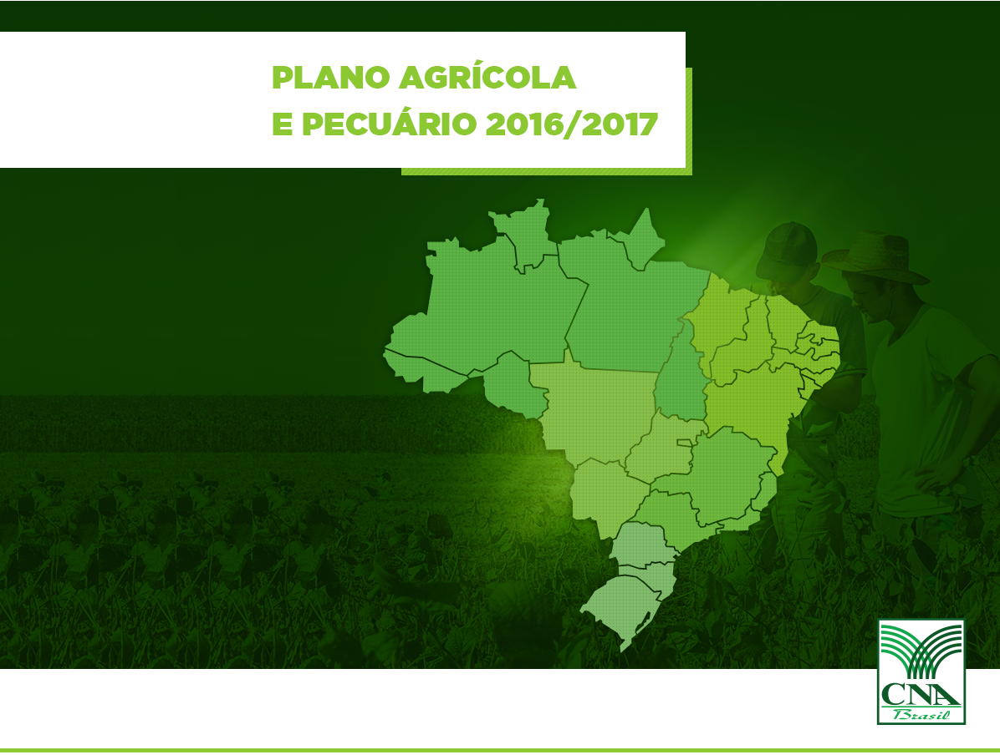 PLANO AGRÍCOLA
E PECUÁRIO 2016/2017
CNA
Brasil